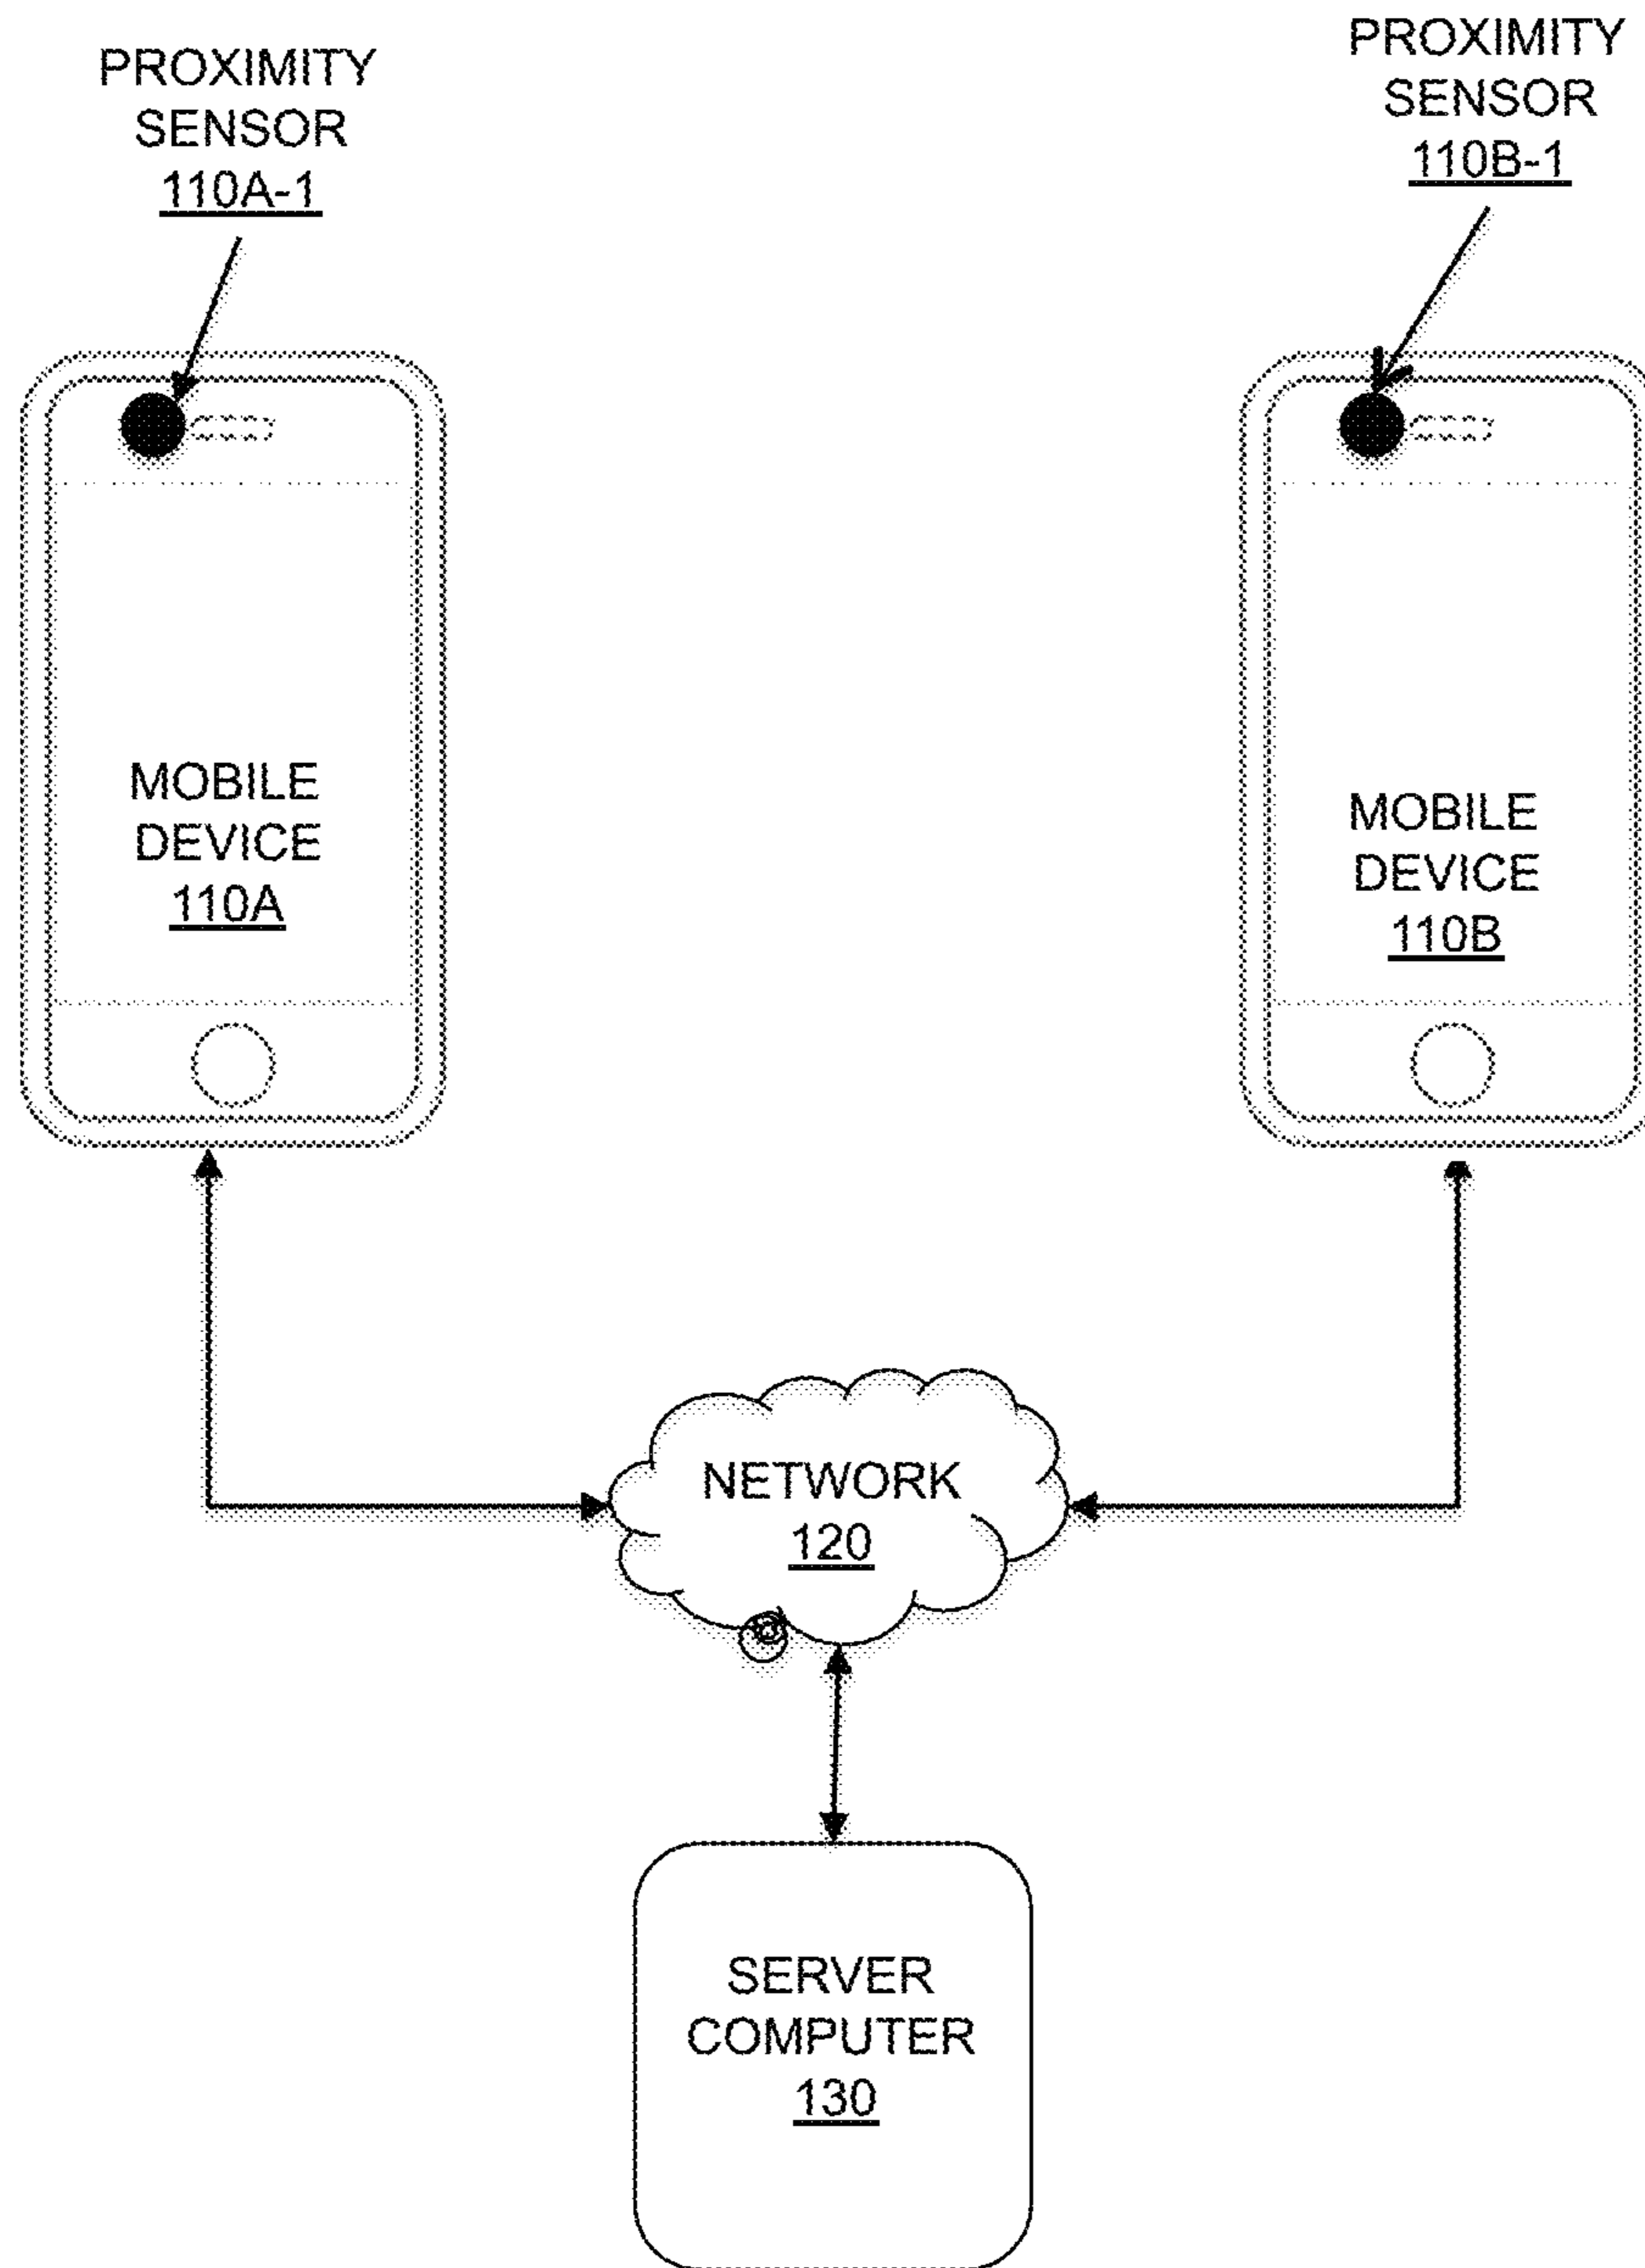 PROXIMITY
SENSOR
110A-1
PROXIMITY
SENSOR
110B-1
MOBILE
DEVICE
110A
MOBILE
DEVICE
110B
NETWORK
120
SERVER
COMPUTER
130